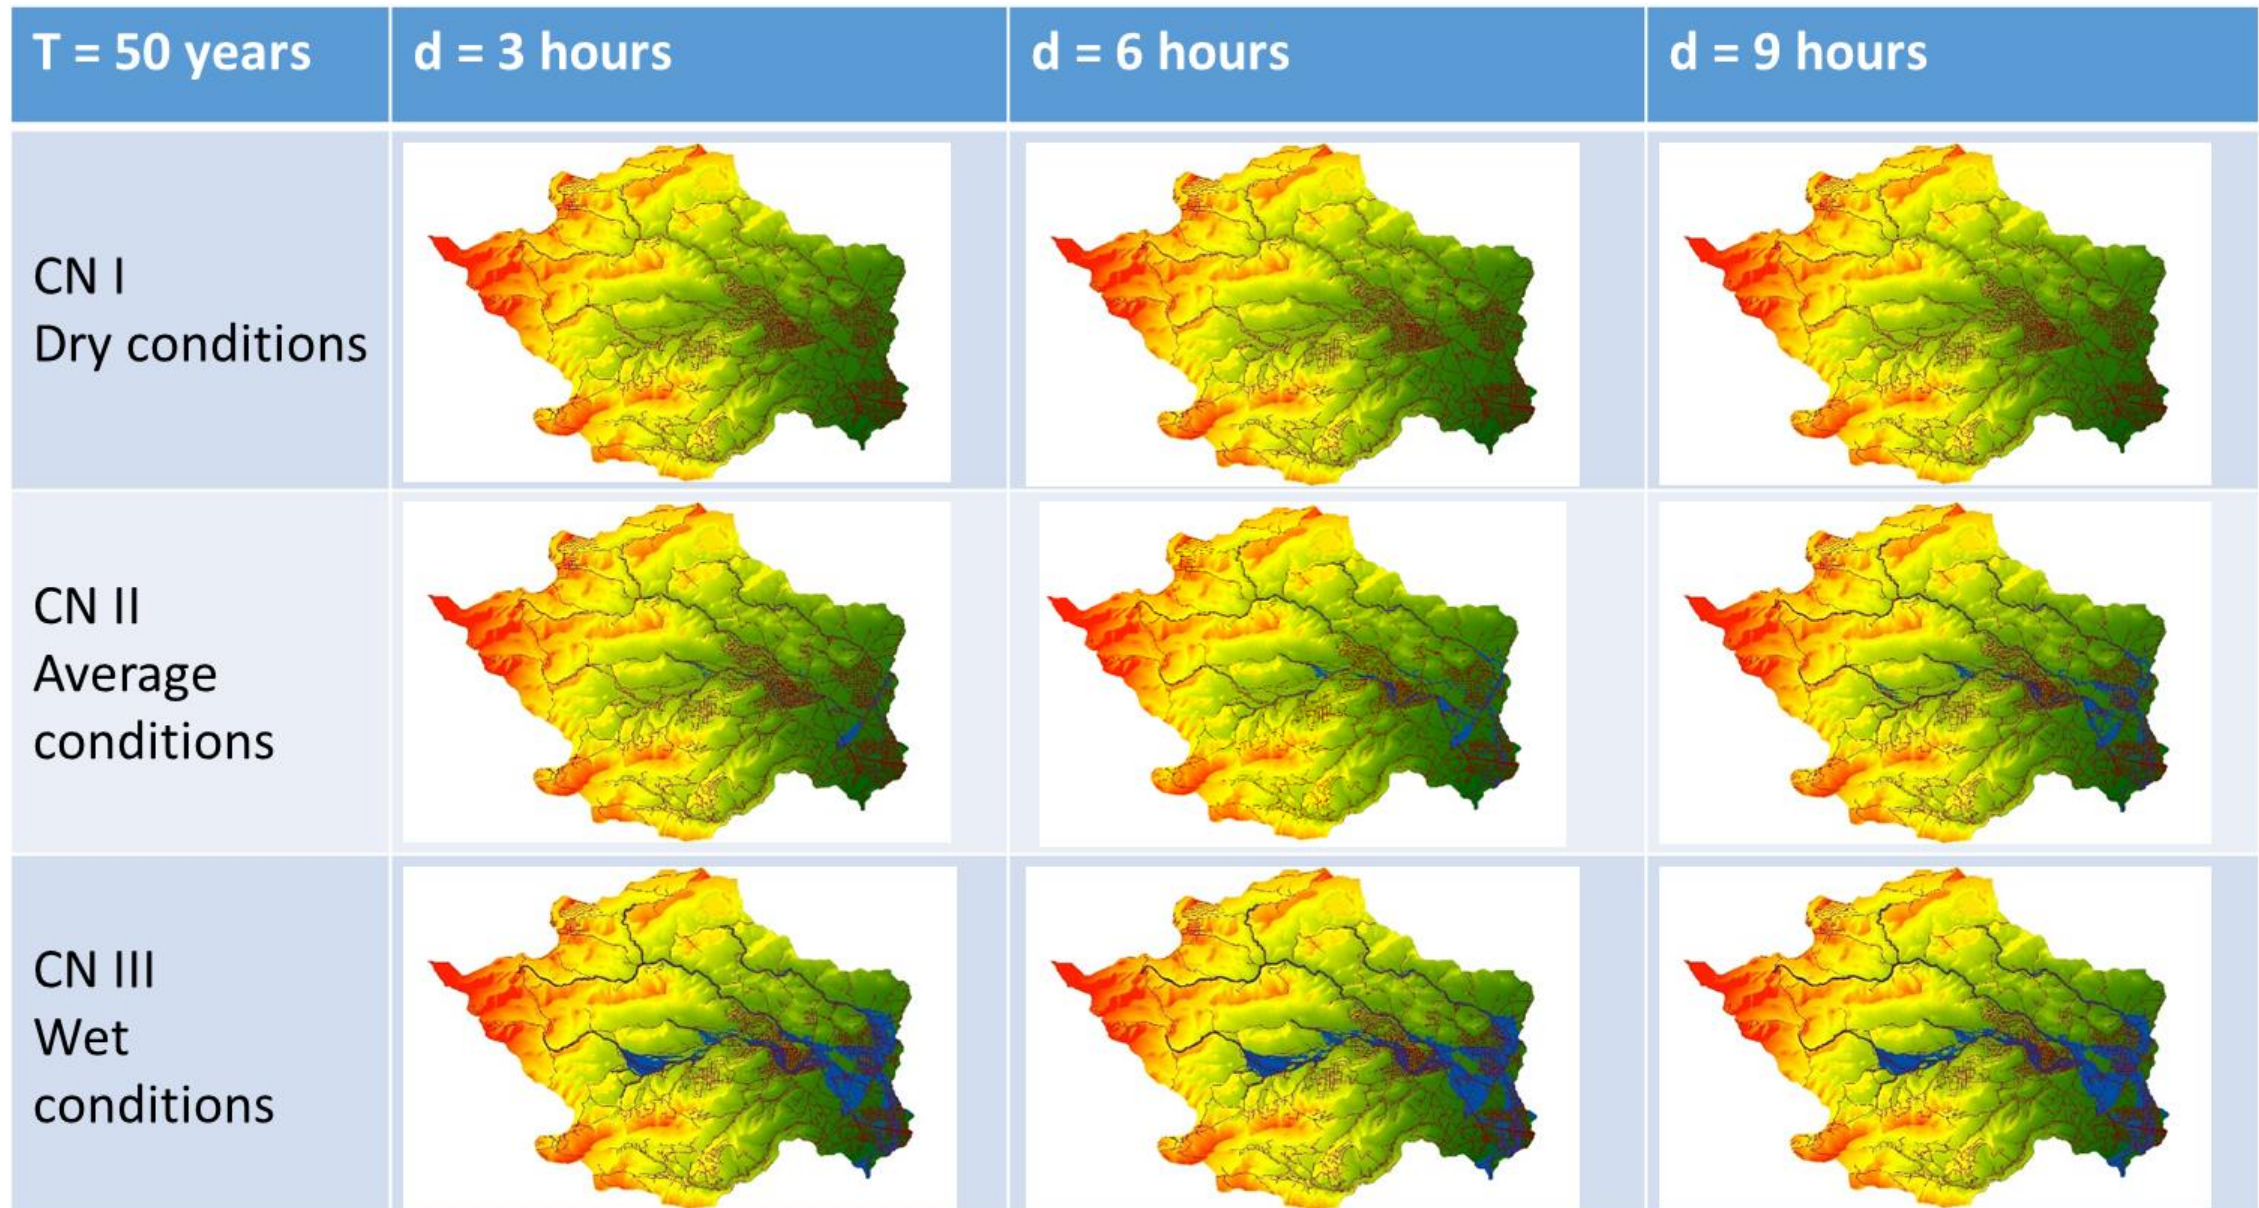 T = 50 years
d = 3 hours
d = 6 hours
d = 9 hours
CN I
Dry conditions
CN II
Average
conditions
CN III
Wet
conditions